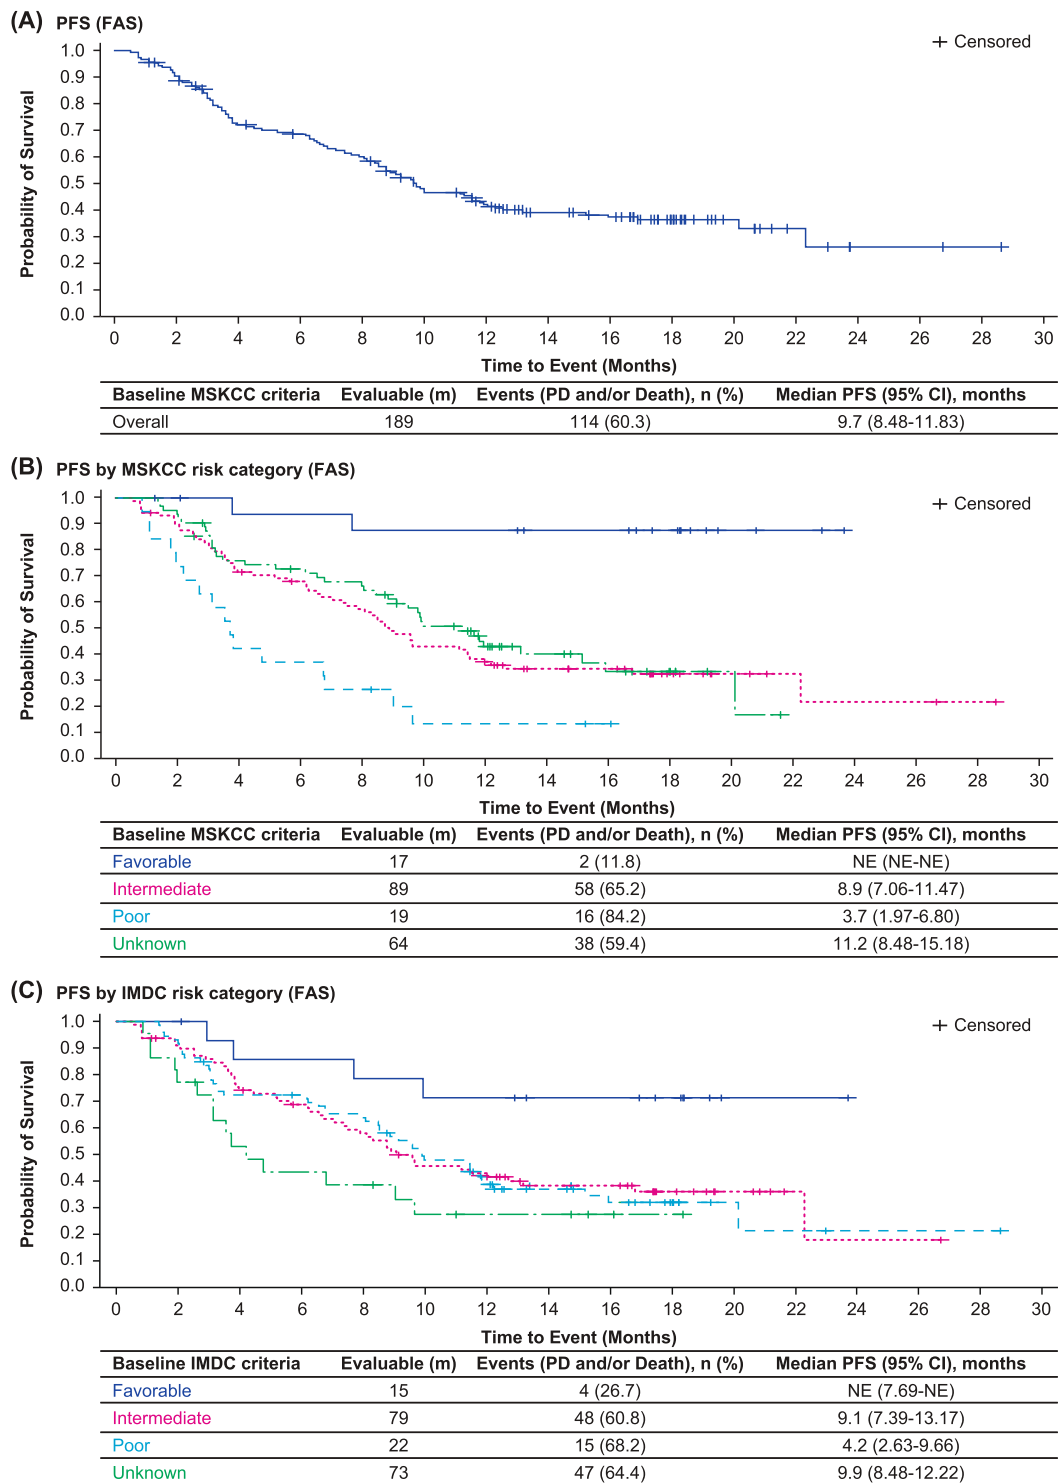 (A) PFS (FAS)
+ Censored
Probability of Survival
1.0
0.9
0.8
0.7
0.6
0.5
0.4
0.3
0.2
0.1
0.0
0 2 4 6 8 10 12 14 16 18 20 22 24 26 28 30
Time to Event (Months)
Baseline MSKCC criteria Evaluable (m) Events (PD and/or Death), n (%) Median PFS (95% CI), months
Overall 189 114 (60.3) 9.7 (8.48-11.83)
(B) PFS by MSKCC risk category (FAS)
+ Censored
Probability of Survival
1.0
0.9
0.8
0.7
0.6
0.5
0.4
0.3
0.2
0.1
0.0
0 2 4 6 8 10 12 14 16 18 20 22 24 26 28 30
Time to Event (Months)
Baseline MSKCC criteria Evaluable (m) Events (PD and/or Death), n (%) Median PFS (95% CI), months
Favorable 17 2 (11.8) NE (NE-NE)
Intermediate 89 58 (65.2) 8.9 (7.06-11.47)
Poor 19 16 (84.2) 3.7 (1.97-6.80)
Unknown 64 38 (59.4) 11.2 (8.48-15.18)
(C) PFS by IMDC risk category (FAS)
+ Censored
Probability of Survival
1.0
0.9
0.8
0.7
0.6
0.5
0.4
0.3
0.2
0.1
0.0
0 2 4 6 8 10 12 14 16 18 20 22 24 26 28 30
Time to Event (Months)
Baseline IMDC criteria Evaluable (m) Events (PD and/or Death), n (%) Median PFS (95% CI), months
Favorable 15 4 (26.7) NE (7.69-NE)
Intermediate 79 48 (60.8) 9.1 (7.39-13.17)
Poor 22 15 (68.2) 4.2 (2.63-9.66)
Unknown 73 47 (64.4) 9.9 (8.48-12.22)